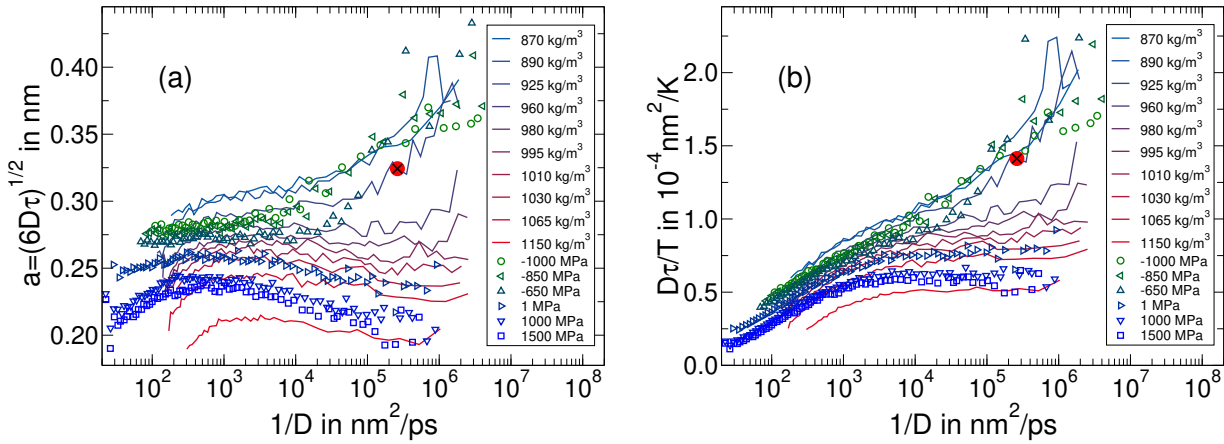 (a)
a=(6Dτ)^{1/2} in nm
0.40
0.35
0.30
0.25
0.20
10^2 10^3 10^4 10^5 10^6 10^7 10^8
1/D in nm^2/ps
870 kg/m^3
890 kg/m^3
925 kg/m^3
960 kg/m^3
980 kg/m^3
995 kg/m^3
1010 kg/m^3
1030 kg/m^3
1065 kg/m^3
1150 kg/m^3
-1000 MPa
-850 MPa
-650 MPa
1 MPa
1000 MPa
1500 MPa
(b)
Dτ/T in 10^{-4} nm^2/K
2.0
1.5
1.0
0.5
0.0
10^2 10^3 10^4 10^5 10^6 10^7 10^8
1/D in nm^2/ps
870 kg/m^3
890 kg/m^3
925 kg/m^3
960 kg/m^3
980 kg/m^3
995 kg/m^3
1010 kg/m^3
1030 kg/m^3
1065 kg/m^3
1150 kg/m^3
-1000 MPa
-850 MPa
-650 MPa
1 MPa
1000 MPa
1500 MPa